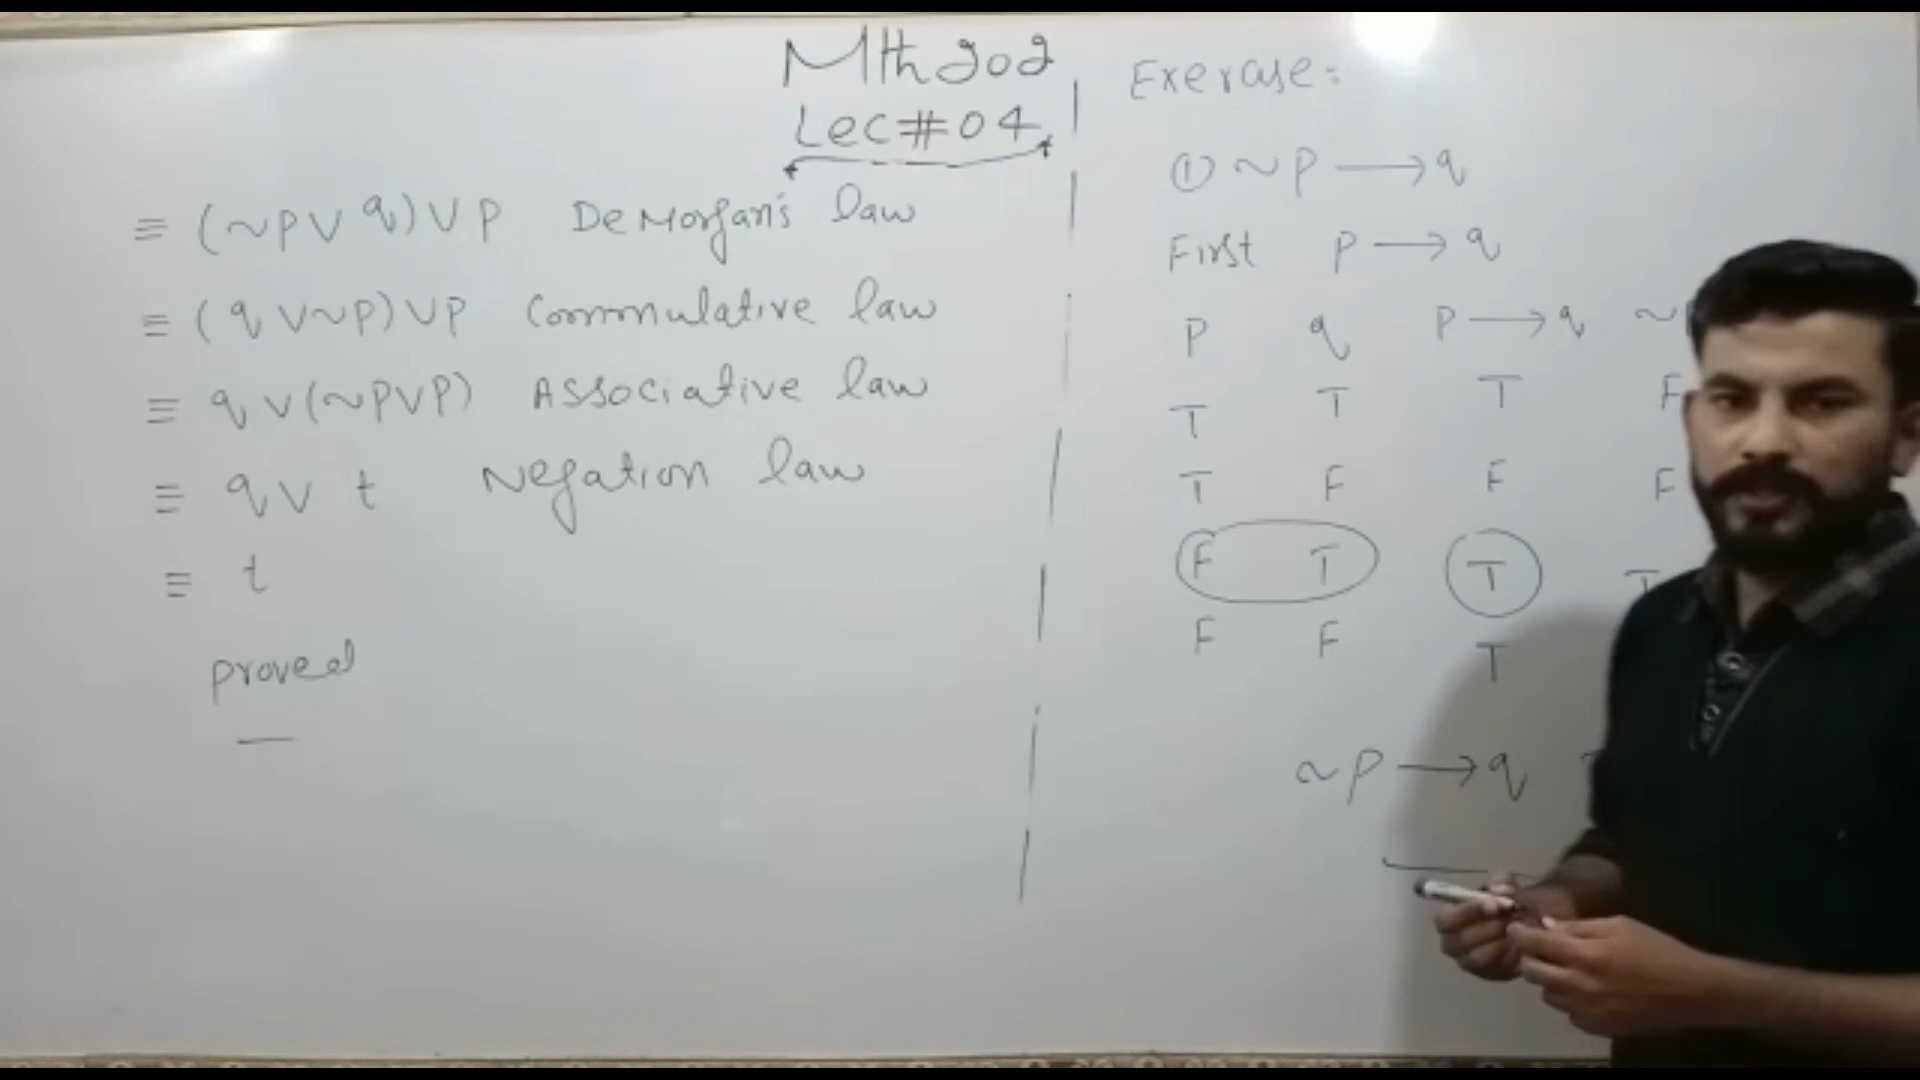 Mth202
Lec#04
≡ (~p∨q)∨p DeMorgan's law
≡ (q∨~p)∨p Commulative law
≡ q∨(~p∨p) Associative law
≡ q∨t Negation law
≡ t
proved
Exercise:
① ~p → q
First p → q
p q p → q ~
T T T F
T F F F
F T T T
F F T
~p → q